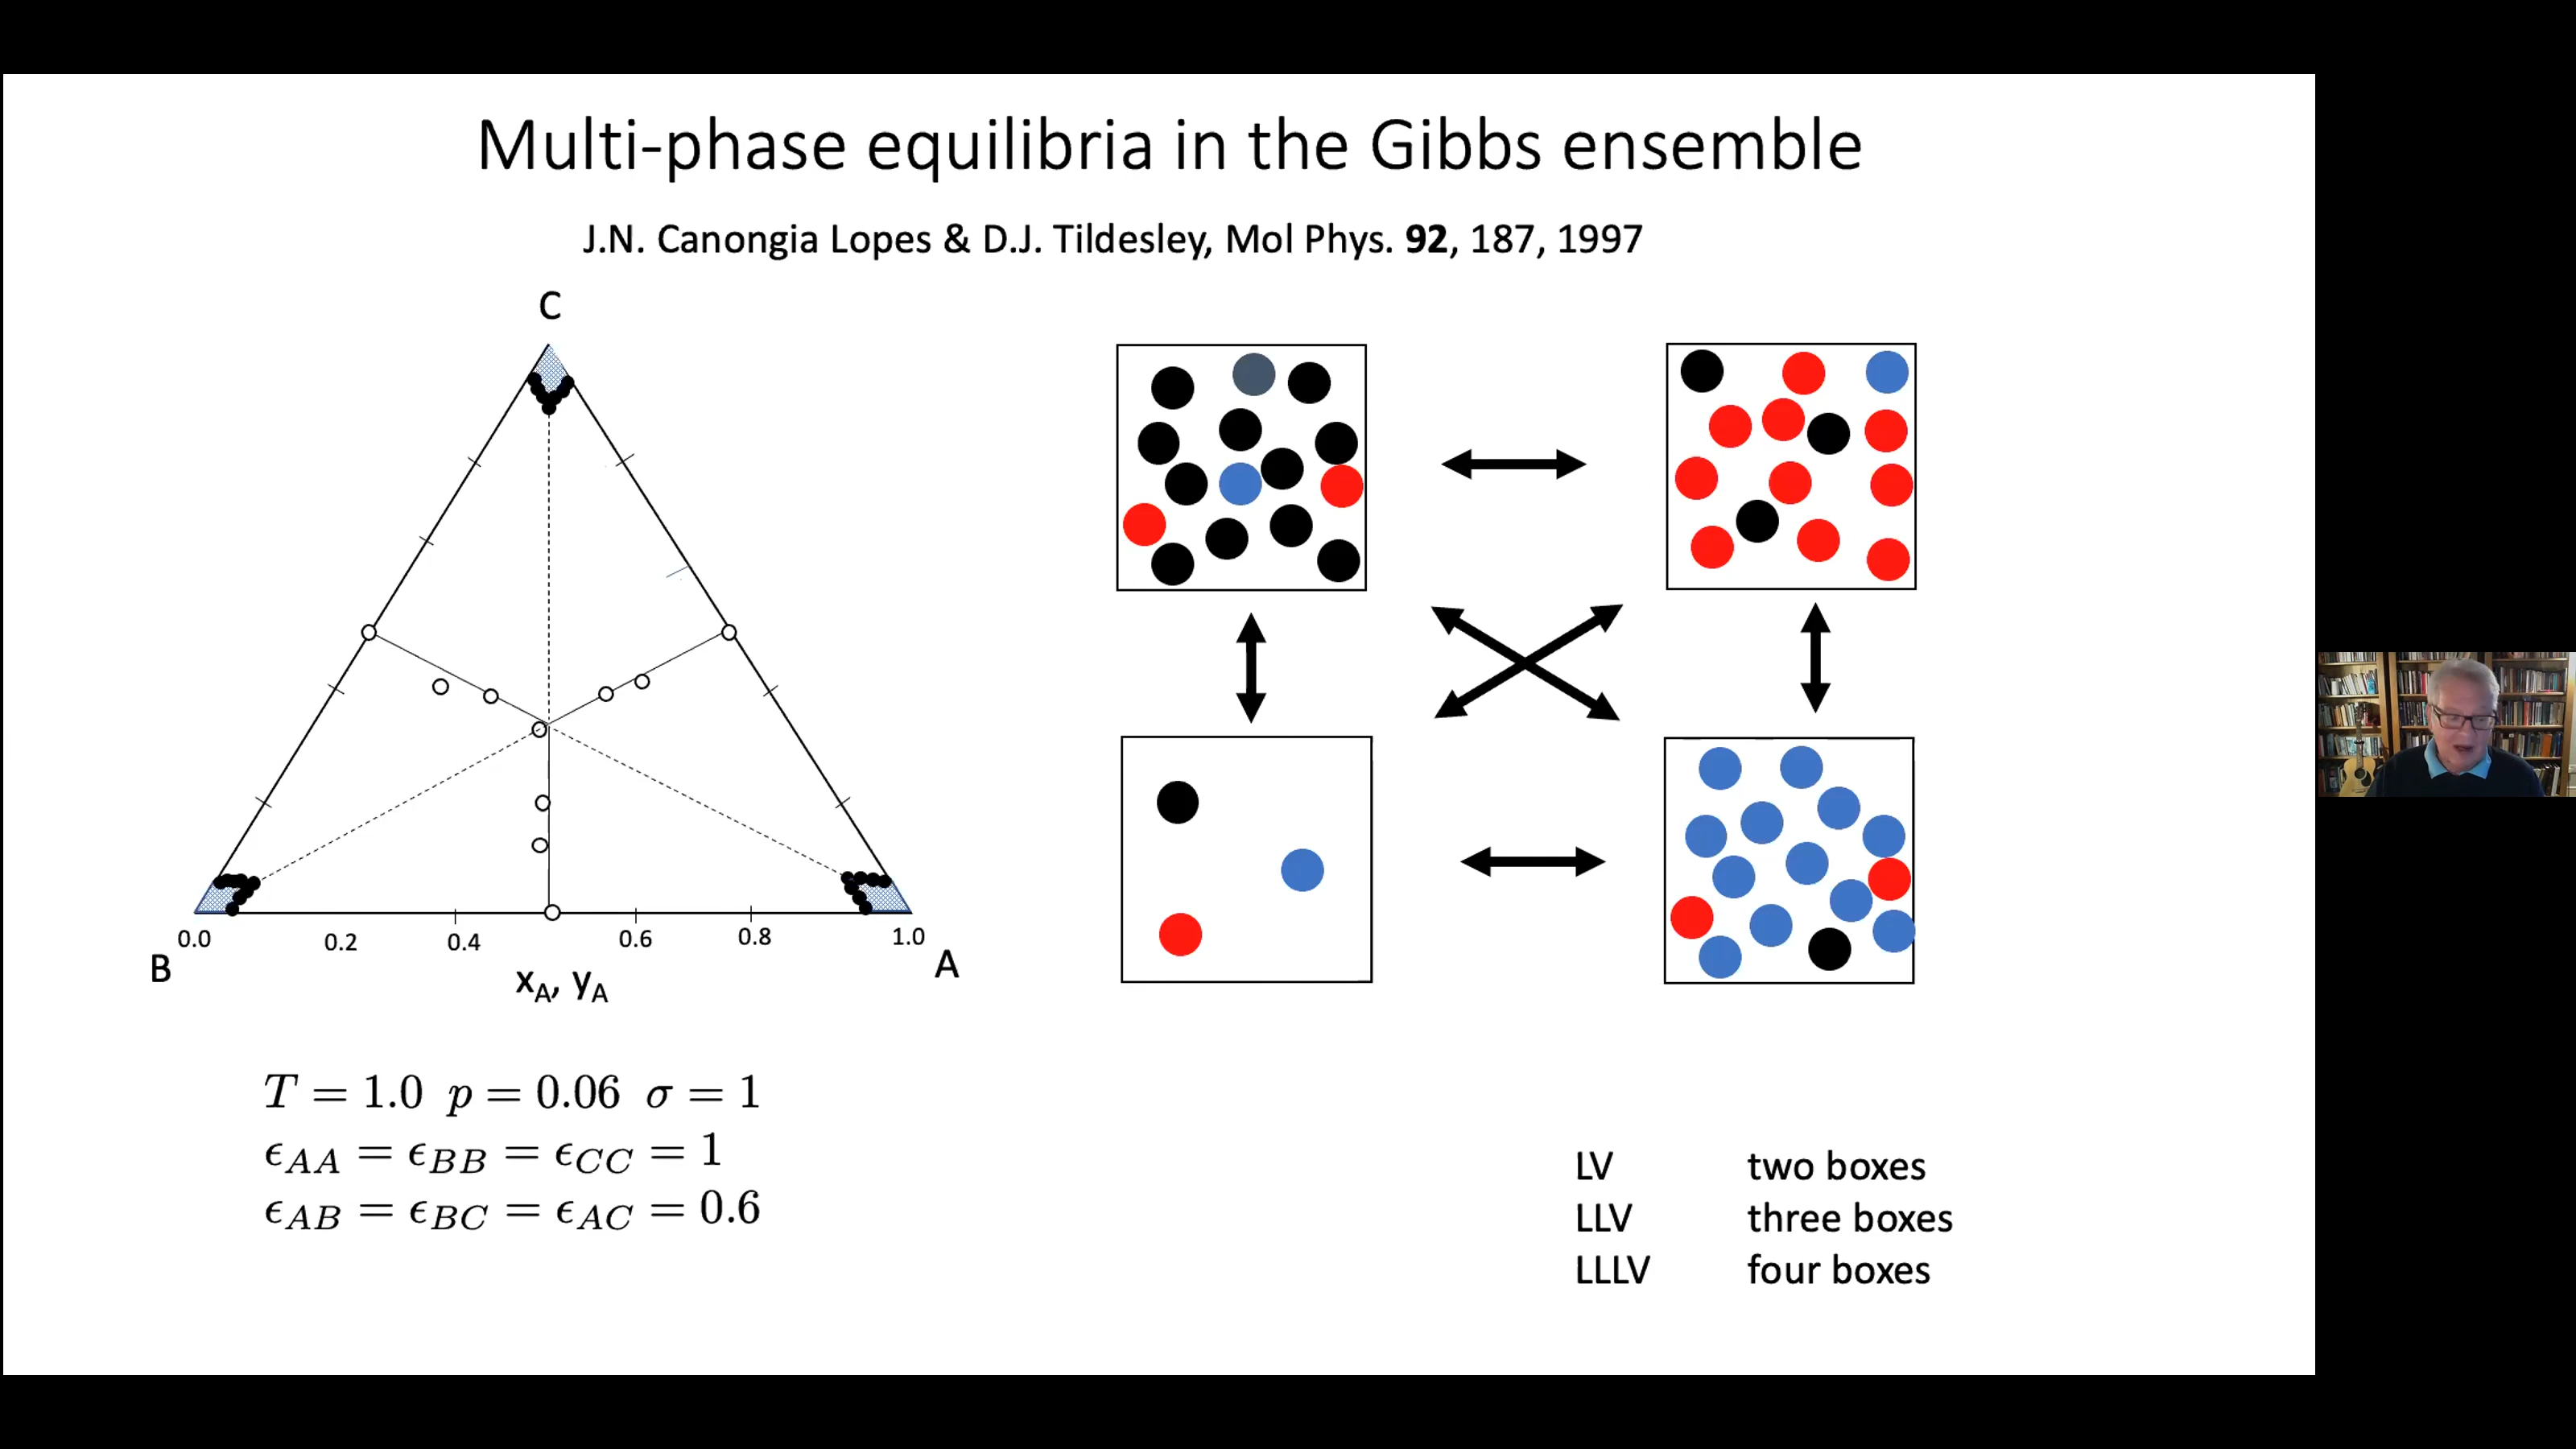 Multi-phase equilibria in the Gibbs ensemble
J.N. Canongia Lopes & D.J. Tildesley, Mol Phys. 92, 187, 1997
C
0.0 0.2 0.4 0.6 0.8 1.0
B A
xA, yA
T = 1.0 p = 0.06 σ = 1
ϵAA = ϵBB = ϵCC = 1
ϵAB = ϵBC = ϵAC = 0.6
LV two boxes
LLV three boxes
LLLV four boxes